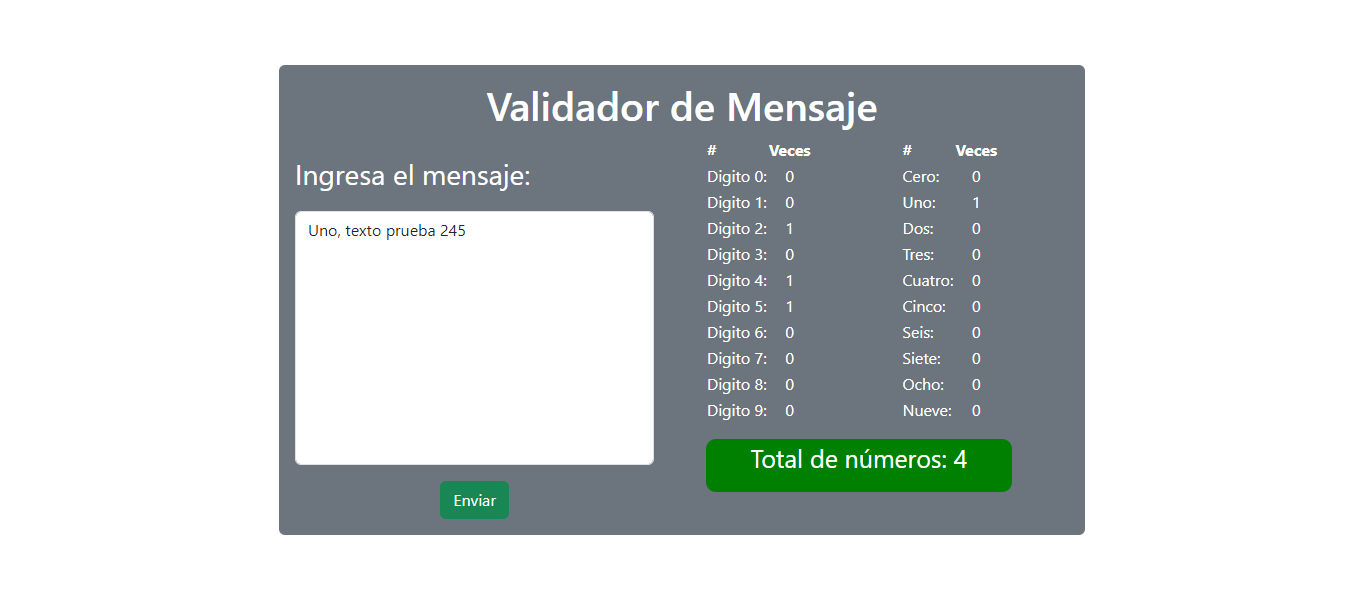 Validador de Mensaje
Ingresa el mensaje:
Uno, texto prueba 245
Enviar
# Veces
Digito 0: 0
Digito 1: 0
Digito 2: 1
Digito 3: 0
Digito 4: 1
Digito 5: 1
Digito 6: 0
Digito 7: 0
Digito 8: 0
Digito 9: 0
# Veces
Cero: 0
Uno: 1
Dos: 0
Tres: 0
Cuatro: 0
Cinco: 0
Seis: 0
Siete: 0
Ocho: 0
Nueve: 0
Total de números: 4